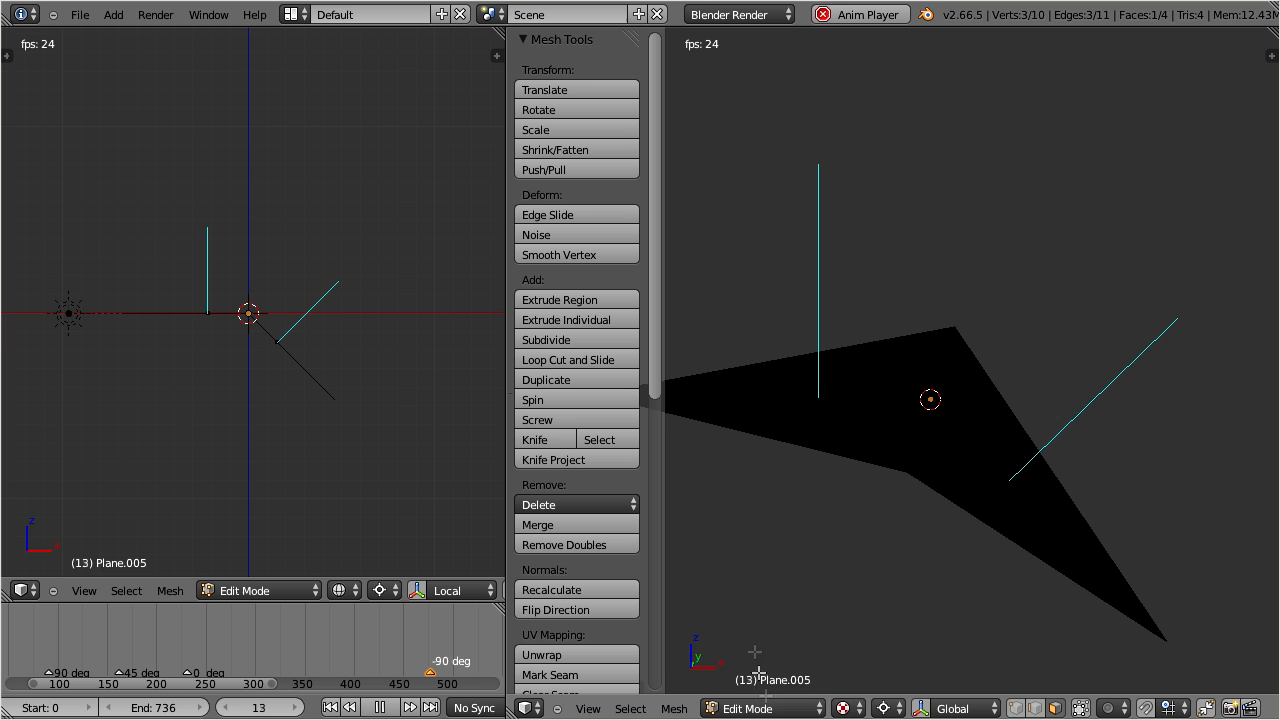 File Add Render Window Help Default Scene Blender Render Anim Player v2.66.5 | Verts:3/10 | Edges:3/11 | Faces:1/4 | Tris:4 | Mem:12.43M
fps: 24
z
(13) Plane.005
View Select Mesh Edit Mode Local
-90 deg
90 deg 45 deg 0 deg
100 150 200 250 300 350 400 450 500
Start: 0 End: 736 13 No Sync
Mesh Tools
Transform:
Translate
Rotate
Scale
Shrink/Fatten
Push/Pull
Deform:
Edge Slide
Noise
Smooth Vertex
Add:
Extrude Region
Extrude Individual
Subdivide
Loop Cut and Slide
Duplicate
Spin
Screw
Knife Select
Knife Project
Remove:
Delete
Merge
Remove Doubles
Normals:
Recalculate
Flip Direction
UV Mapping:
Unwrap
Mark Seam
Clear Seam
fps: 24
z
y
(13) Plane.005
View Select Mesh Edit Mode Global